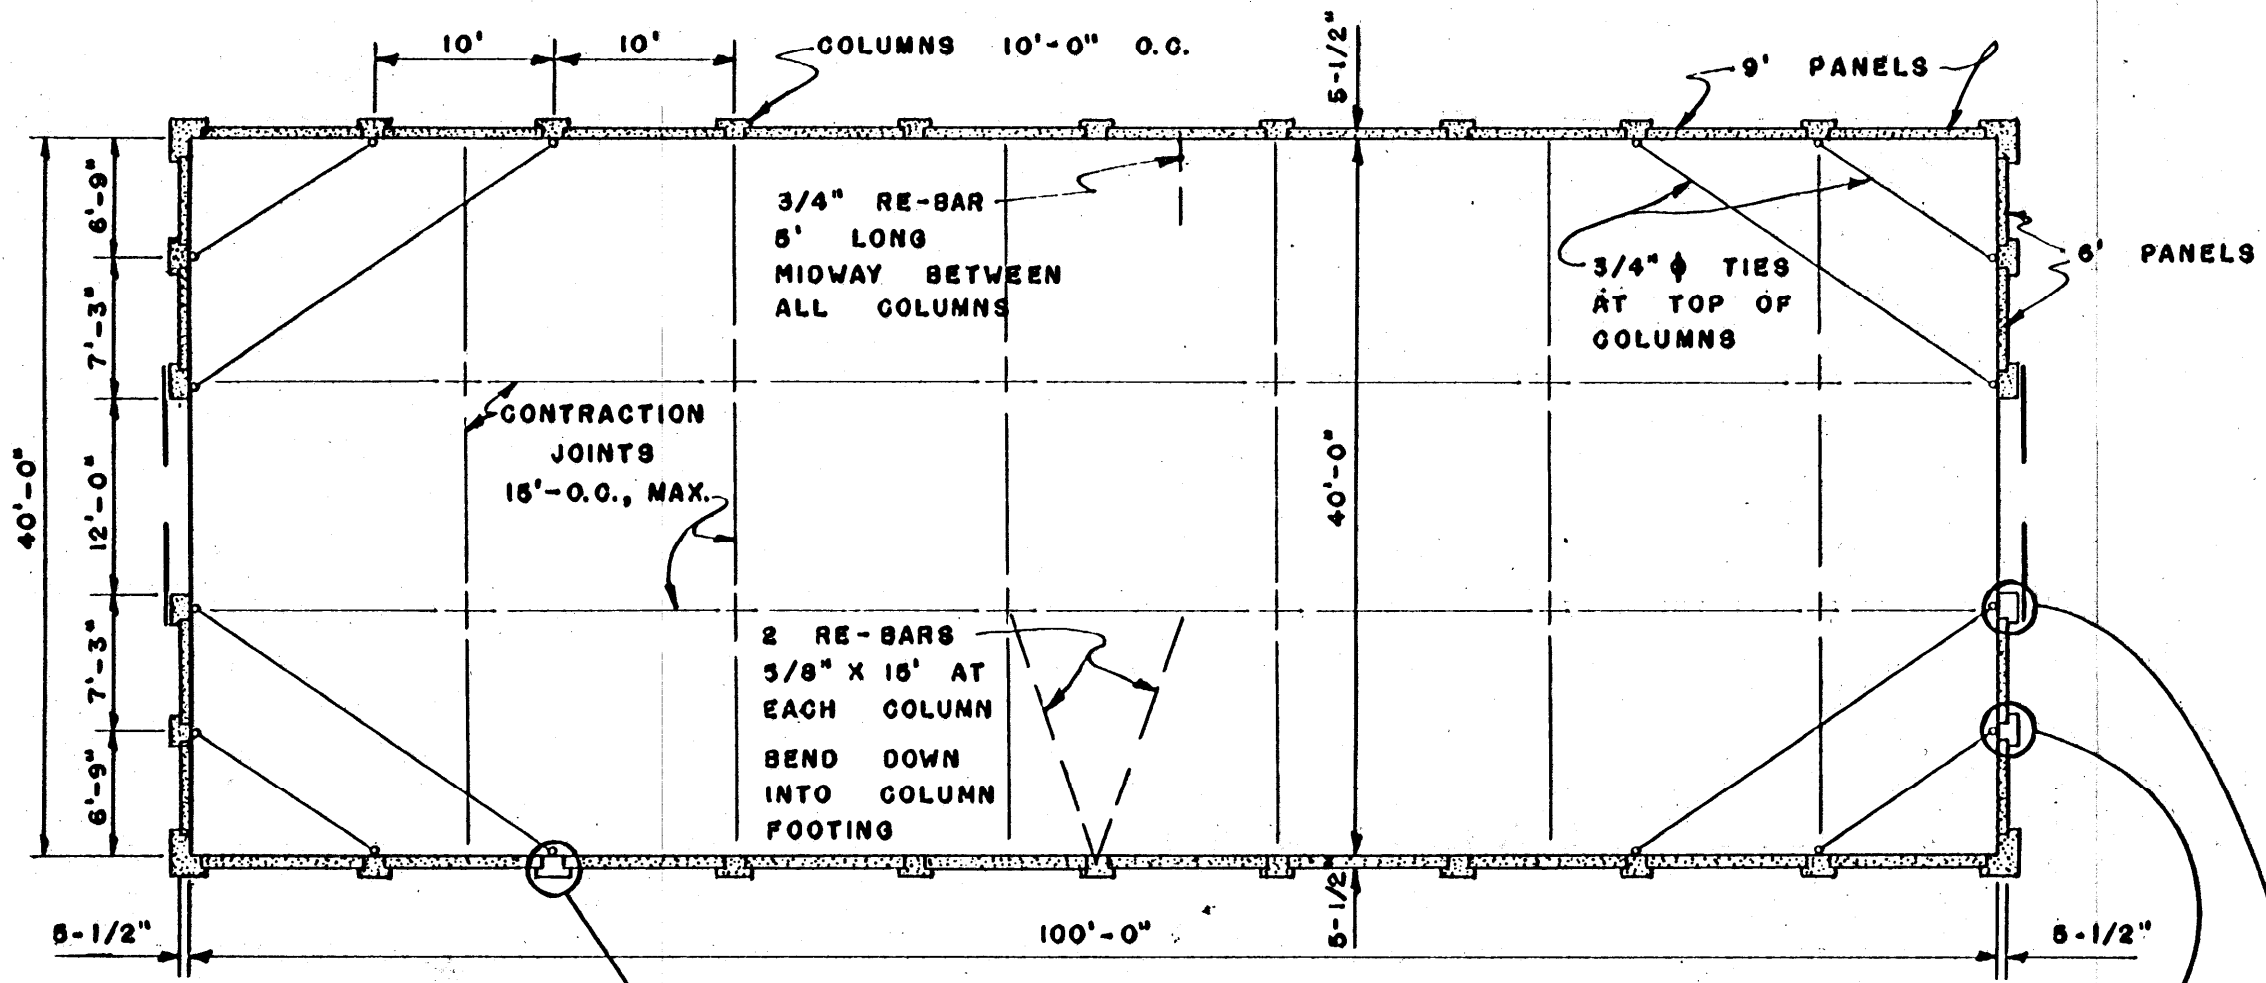 10'
10'
COLUMNS 10'-0" O.C.
5-1/2"
9' PANELS
6'-9"
7'-3"
12'-0"
7'-3"
6'-9"
40'-0"
3/4" RE-BAR
5' LONG
MIDWAY BETWEEN
ALL COLUMNS
3/4" ϕ TIES
AT TOP OF
COLUMNS
6' PANELS
CONTRACTION
JOINTS
15'-O.C., MAX.
40'-0"
2 RE-BARS
5/8" X 15' AT
EACH COLUMN
BEND DOWN
INTO COLUMN
FOOTING
5-1/2"
100'-0"
5-1/2
5-1/2"